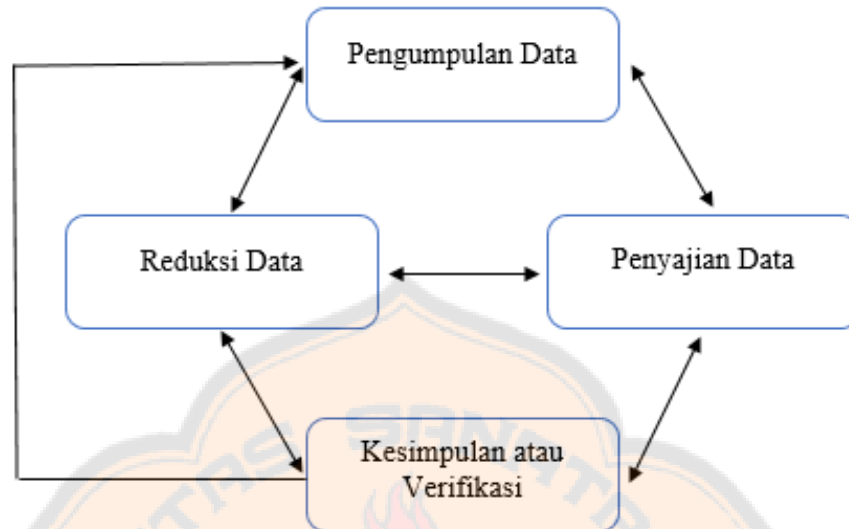 Pengumpulan Data
Reduksi Data
Penyajian Data
Kesimpulan atau
Verifikasi